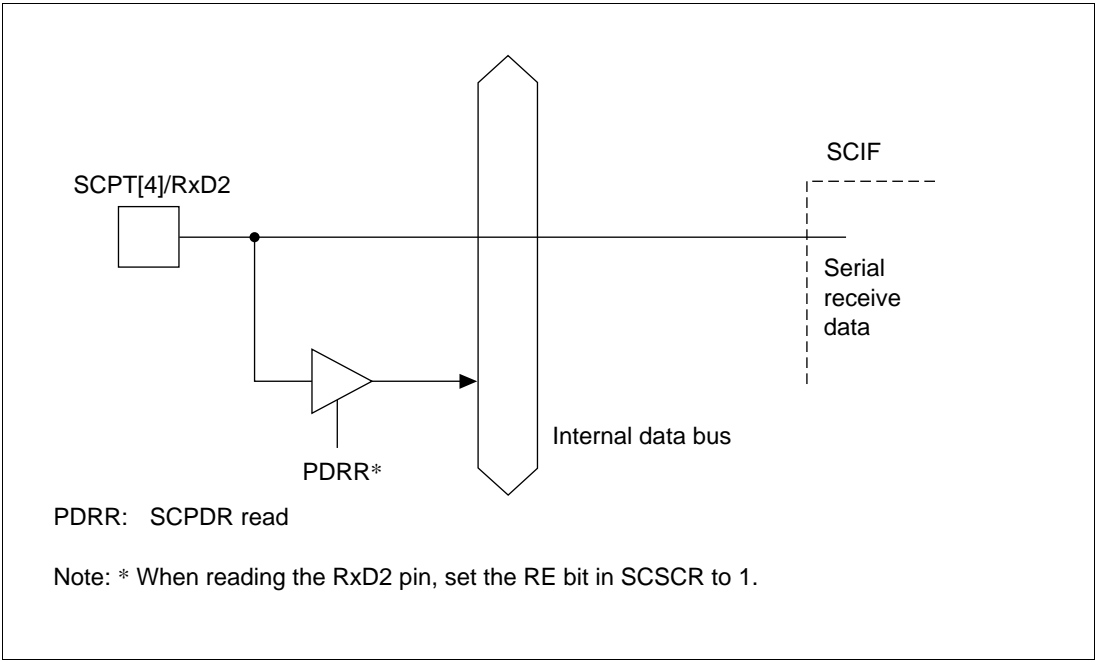 SCIF
SCPT[4]/RxD2
Serial
receive
data
Internal data bus
PDRR*
PDRR: SCPDR read
Note: * When reading the RxD2 pin, set the RE bit in SCSCR to 1.